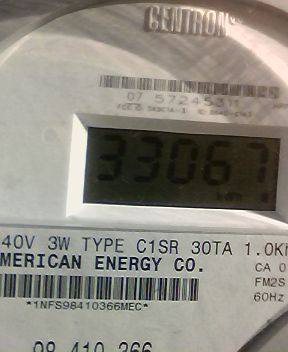 CENTRON
07 57245311
33067
40V 3W TYPE C1SR 30TA 1.0K
MERICAN ENERGY CO.
CA 0
FM2S
60Hz
*1NFS98410366MEC*
98 410 366